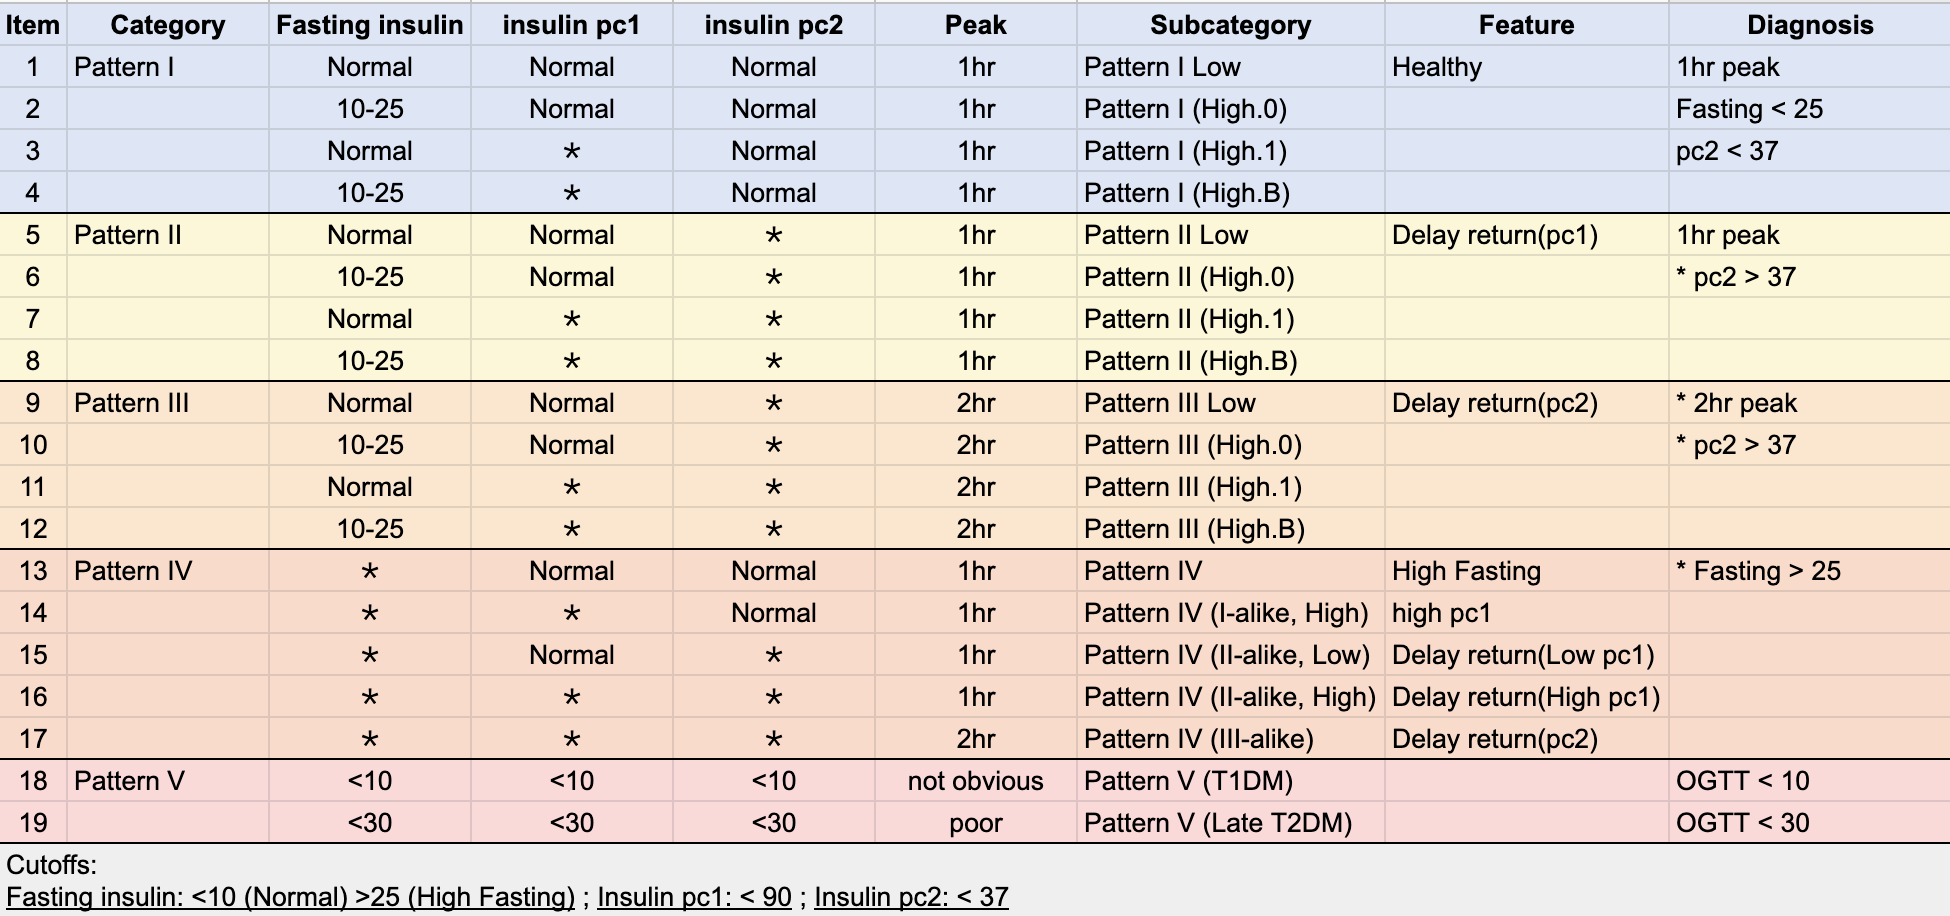 Item Category Fasting insulin insulin pc1 insulin pc2 Peak Subcategory Feature Diagnosis
1 Pattern I Normal Normal Normal 1hr Pattern I Low Healthy 1hr peak
2 10-25 Normal Normal 1hr Pattern I (High.0) Fasting < 25
3 Normal * Normal 1hr Pattern I (High.1) pc2 < 37
4 10-25 * Normal 1hr Pattern I (High.B)
5 Pattern II Normal Normal * 1hr Pattern II Low Delay return(pc1) 1hr peak
6 10-25 Normal * 1hr Pattern II (High.0) * pc2 > 37
7 Normal * * 1hr Pattern II (High.1)
8 10-25 * * 1hr Pattern II (High.B)
9 Pattern III Normal Normal * 2hr Pattern III Low Delay return(pc2) * 2hr peak
10 10-25 Normal * 2hr Pattern III (High.0) * pc2 > 37
11 Normal * * 2hr Pattern III (High.1)
12 10-25 * * 2hr Pattern III (High.B)
13 Pattern IV * Normal Normal 1hr Pattern IV High Fasting * Fasting > 25
14 * * Normal 1hr Pattern IV (I-alike, High) high pc1
15 * Normal * 1hr Pattern IV (II-alike, Low) Delay return(Low pc1)
16 * * * 1hr Pattern IV (II-alike, High) Delay return(High pc1)
17 * * * 2hr Pattern IV (III-alike) Delay return(pc2)
18 Pattern V <10 <10 <10 not obvious Pattern V (T1DM) OGTT < 10
19 <30 <30 <30 poor Pattern V (Late T2DM) OGTT < 30
Cutoffs:
Fasting insulin: <10 (Normal) >25 (High Fasting) ; Insulin pc1: < 90 ; Insulin pc2: < 37